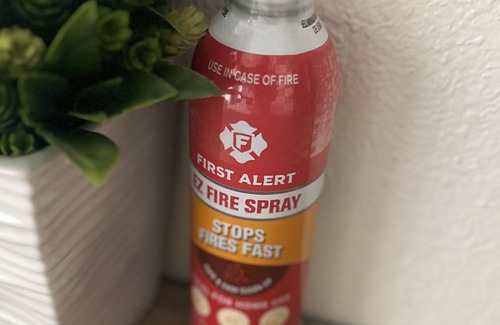 USE IN CASE OF FIRE
F
FIRST ALERT
EZ FIRE SPRAY
STOPS
FIRES FAST